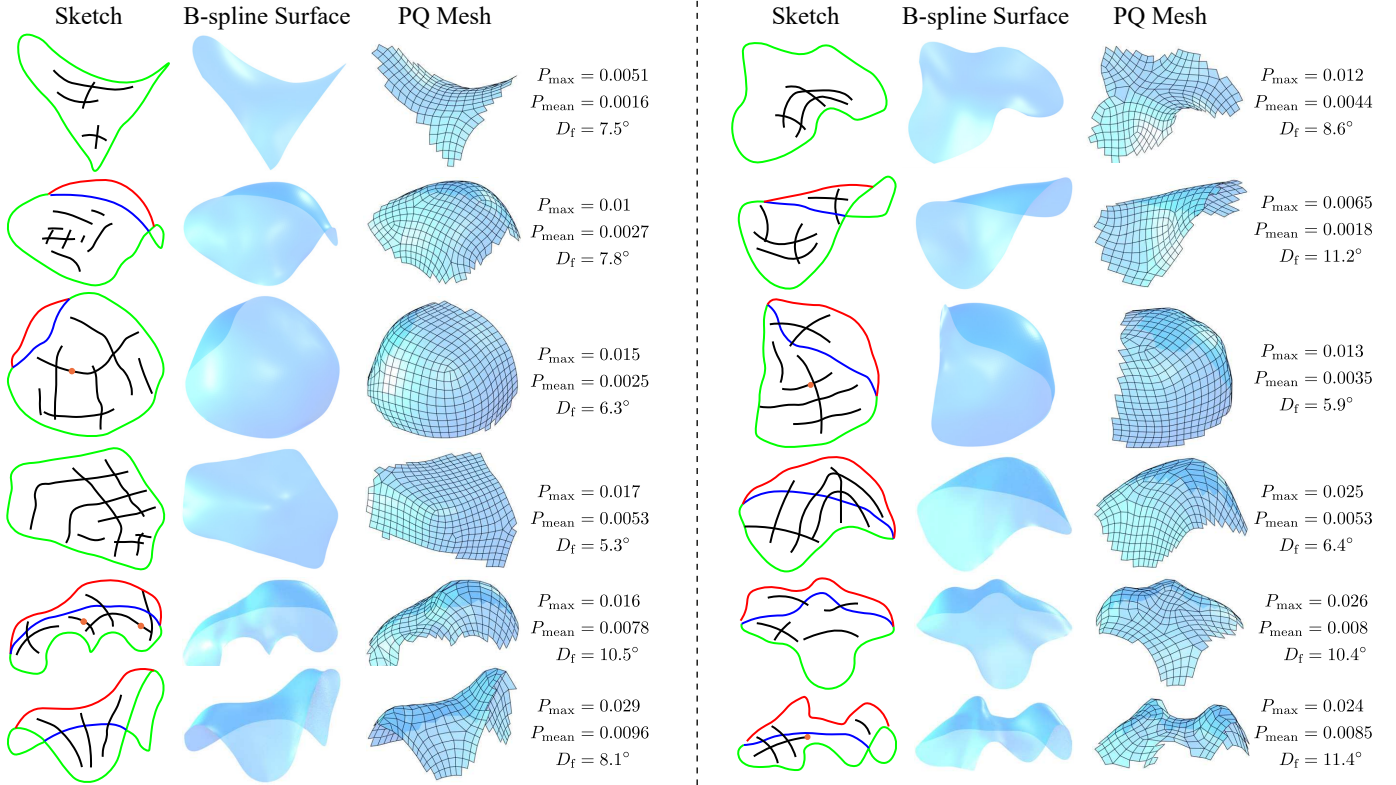 Sketch B-spline Surface PQ Mesh
P_max = 0.0051
P_mean = 0.0016
D_f = 7.5°
P_max = 0.01
P_mean = 0.0027
D_f = 7.8°
P_max = 0.015
P_mean = 0.0025
D_f = 6.3°
P_max = 0.017
P_mean = 0.0053
D_f = 5.3°
P_max = 0.016
P_mean = 0.0078
D_f = 10.5°
P_max = 0.029
P_mean = 0.0096
D_f = 8.1°
Sketch B-spline Surface PQ Mesh
P_max = 0.012
P_mean = 0.0044
D_f = 8.6°
P_max = 0.0065
P_mean = 0.0018
D_f = 11.2°
P_max = 0.013
P_mean = 0.0035
D_f = 5.9°
P_max = 0.025
P_mean = 0.0053
D_f = 6.4°
P_max = 0.026
P_mean = 0.008
D_f = 10.4°
P_max = 0.024
P_mean = 0.0085
D_f = 11.4°